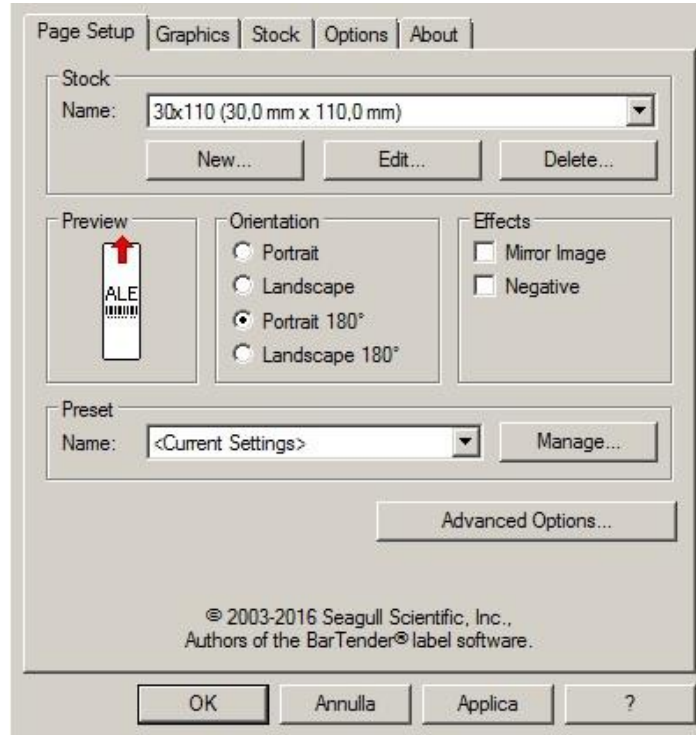 Page Setup Graphics Stock Options About
Stock
Name: 30x110 (30,0 mm x 110,0 mm)
New... Edit... Delete...
Preview Orientation Effects
ALE
Portrait
Landscape
Portrait 180°
Landscape 180°
Mirror Image
Negative
Preset
Name: <Current Settings> Manage...
Advanced Options...
© 2003-2016 Seagull Scientific, Inc.,
Authors of the BarTender® label software.
OK Annulla Applica ?